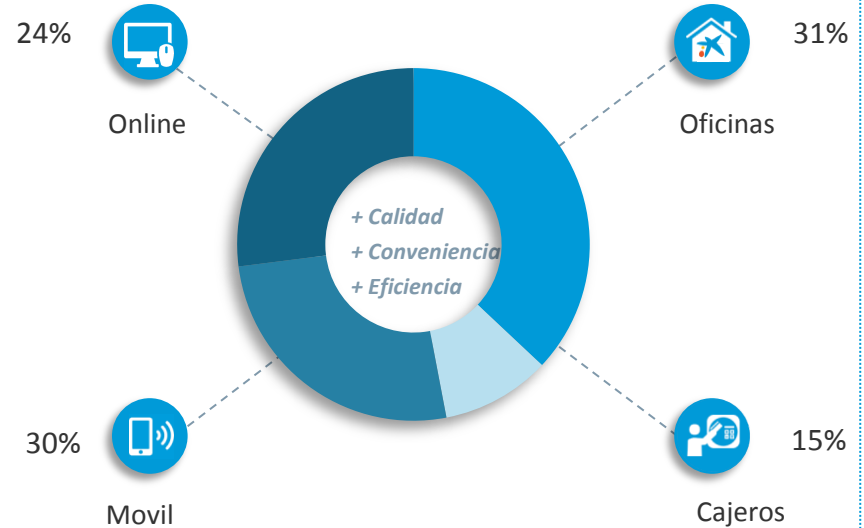 24%
31%
Online
Oficinas
+ Calidad
+ Conveniencia
+ Eficiencia
30%
15%
Movil
Cajeros